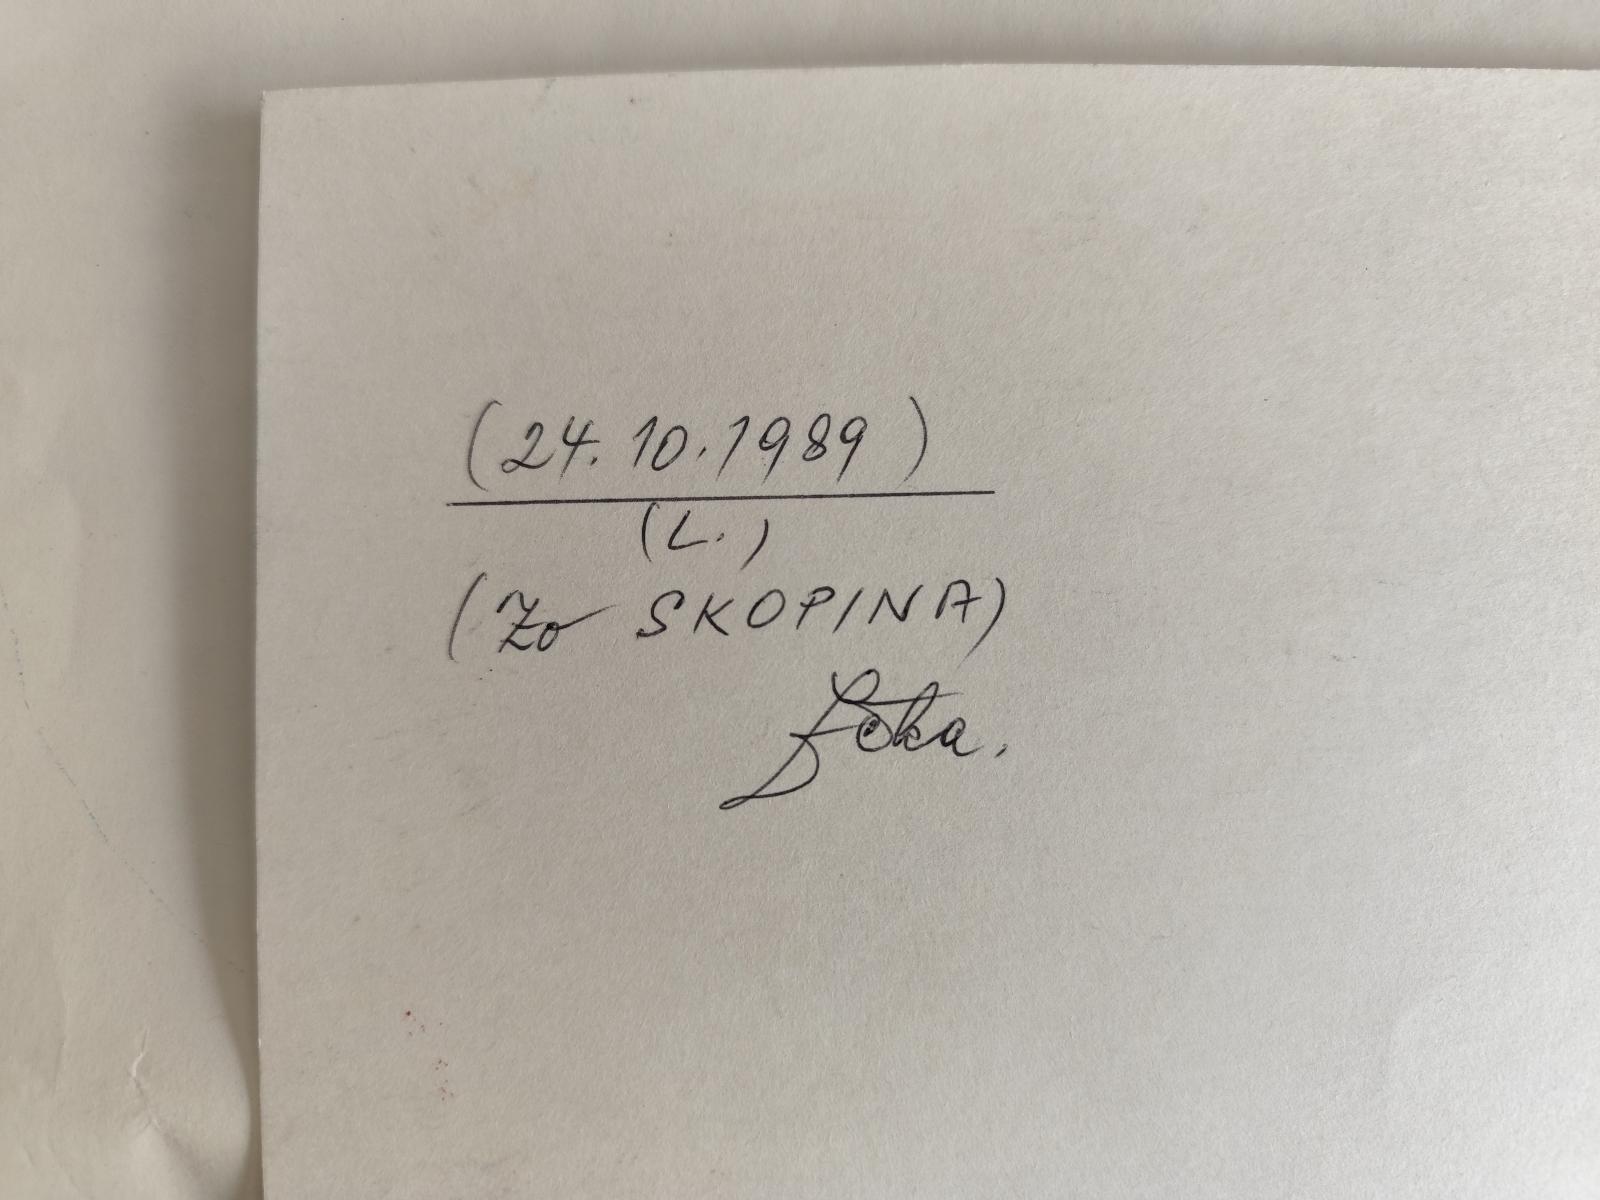 (24.10.1989)
(L.)
(Zo SKOPINA)